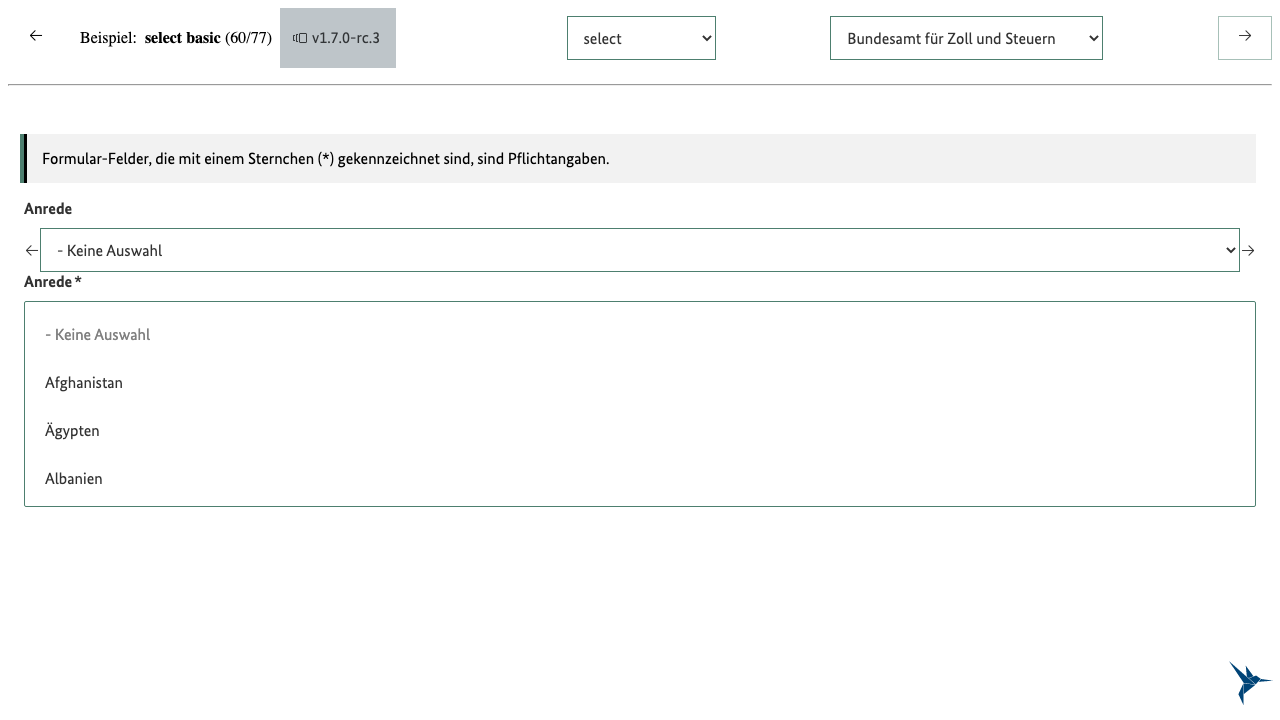 ← Beispiel: select basic (60/77) v1.7.0-rc.3 select Bundesamt für Zoll und Steuern →
Formular-Felder, die mit einem Sternchen (*) gekennzeichnet sind, sind Pflichtangaben.
Anrede
← - Keine Auswahl →
Anrede*
- Keine Auswahl
Afghanistan
Ägypten
Albanien